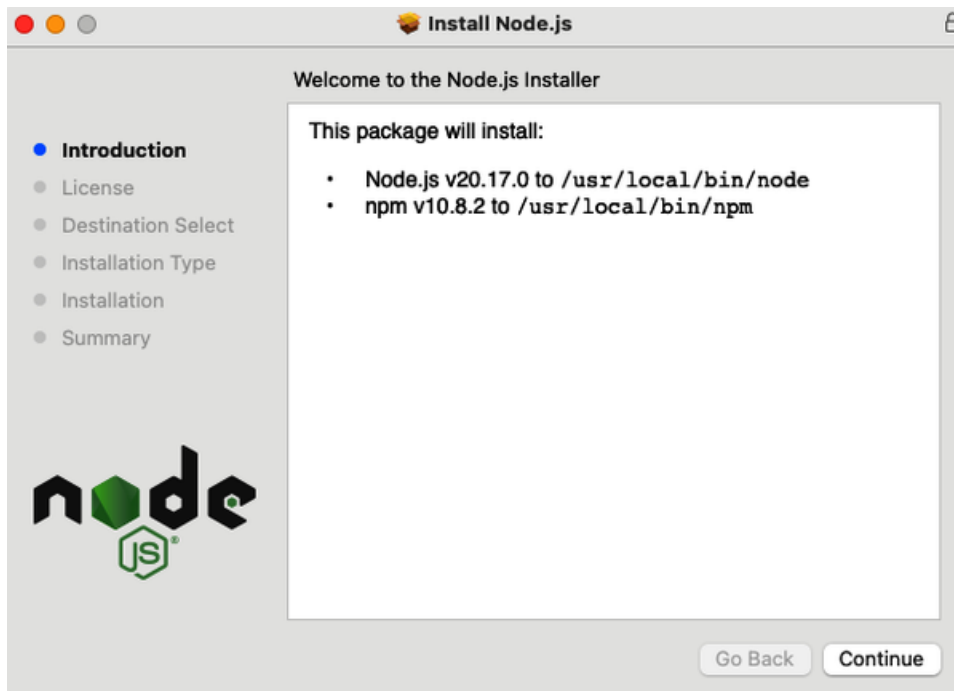 Install Node.js
Welcome to the Node.js Installer
Introduction
License
Destination Select
Installation Type
Installation
Summary
This package will install:
• Node.js v20.17.0 to /usr/local/bin/node
• npm v10.8.2 to /usr/local/bin/npm
node
JS®
Go Back Continue